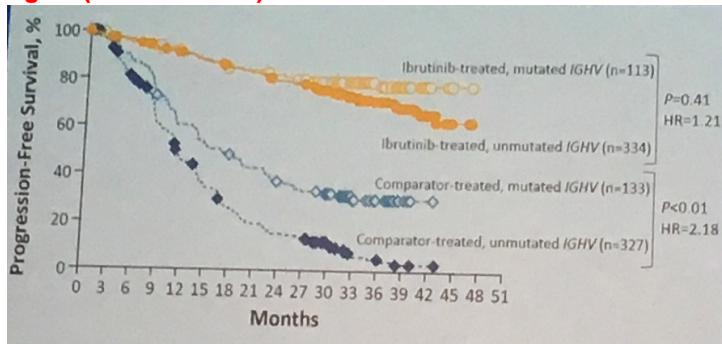 Progression-Free Survival, %
100
80
60
40
20
0
Ibrutinib-treated, mutated IGHV (n=113)
P=0.41
HR=1.21
Ibrutinib-treated, unmutated IGHV (n=334)
Comparator-treated, mutated IGHV (n=133)
P<0.01
HR=2.18
Comparator-treated, unmutated IGHV (n=327)
0 3 6 9 12 15 18 21 24 27 30 33 36 39 42 45 48 51
Months